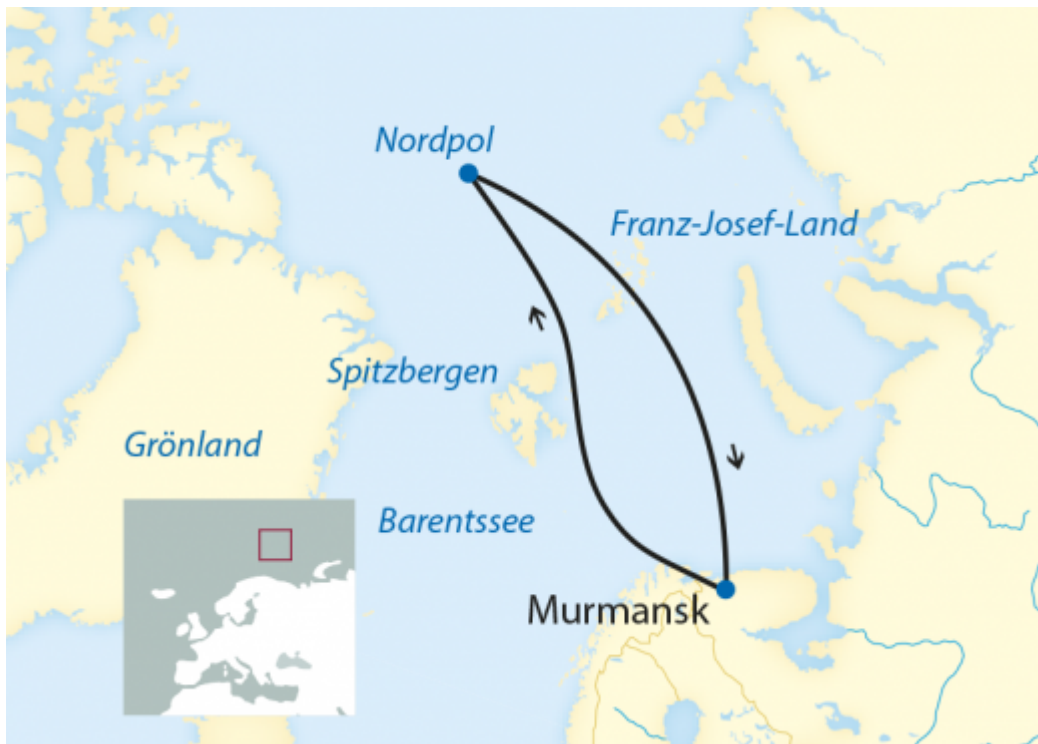 Nordpol
Franz-Josef-Land
Spitzbergen
Grönland
Barentssee
Murmansk